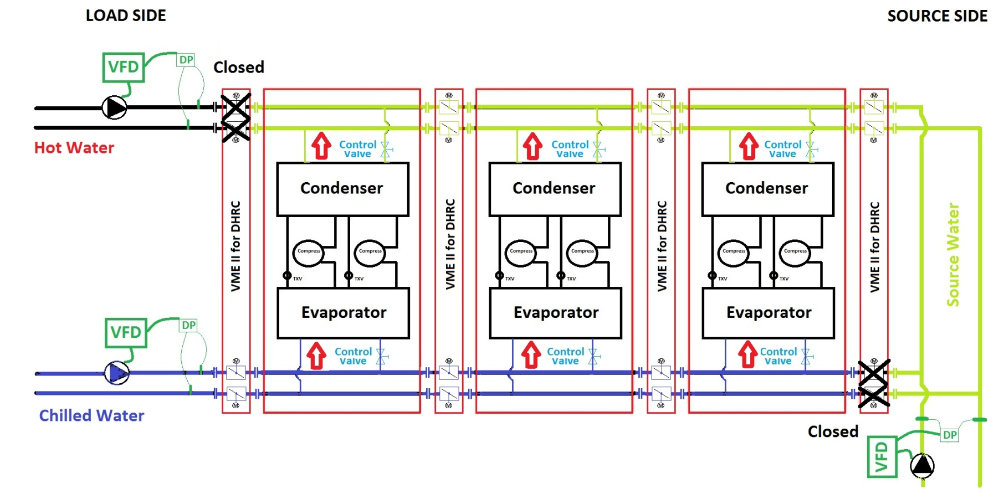 LOAD SIDE
SOURCE SIDE
VFD
DP
Closed
M
M
M
M
Hot Water
M
M
M
M
Control
Valve
Control
Valve
Control
Valve
Condenser
Condenser
Condenser
VME II for DHRC
VME II for DHRC
VME II for DHRC
VME II for DHRC
Source Water
Compress
Compress
Compress
Compress
Compress
Compress
TXV
TXV
TXV
TXV
TXV
TXV
Evaporator
Evaporator
Evaporator
VFD
DP
Control
Valve
Control
Valve
Control
Valve
M
M
M
M
M
M
M
M
Chilled Water
Closed
DP
VFD